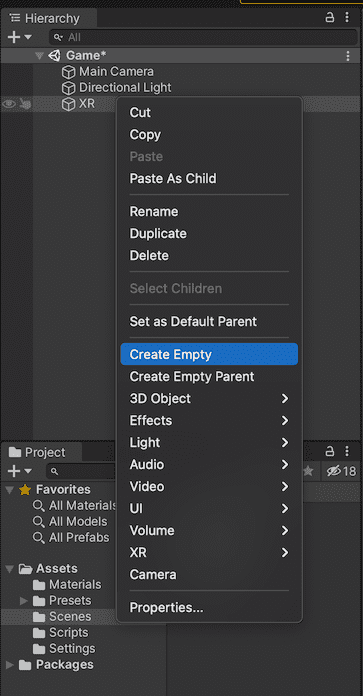 Hierarchy
All
Game*
Main Camera
Directional Light
XR
Cut
Copy
Paste
Paste As Child
Rename
Duplicate
Delete
Select Children
Set as Default Parent
Create Empty
Create Empty Parent
3D Object
Effects
Light
Audio
Video
UI
Volume
XR
Camera
Properties...
Project
18
Favorites
All Materials
All Models
All Prefabs
Assets
Materials
Presets
Scenes
Scripts
Settings
Packages